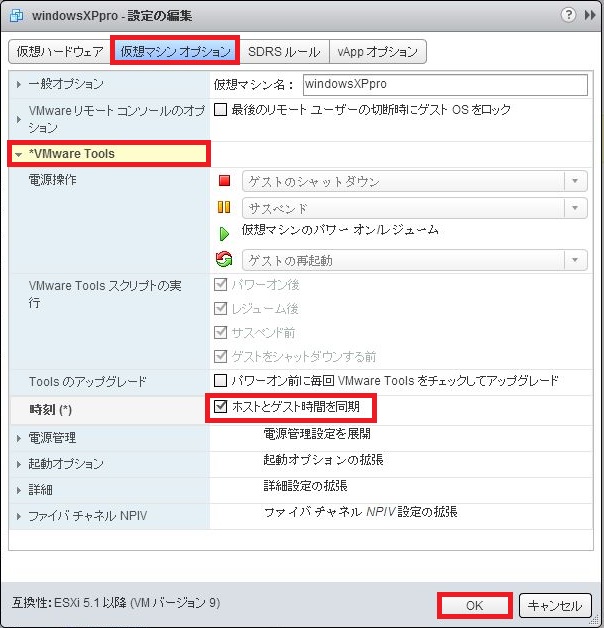 windowsXPpro - 設定の編集
仮想ハードウェア 仮想マシン オプション SDRS ルール vApp オプション
一般オプション 仮想マシン名： windowsXPpro
VMware リモート コンソールのオプ
ション
最後のリモート ユーザーの切断時にゲスト OS をロック
*VMware Tools
電源操作
ゲストのシャットダウン
サスペンド
仮想マシンのパワー オン/レジューム
ゲストの再起動
VMware Tools スクリプトの実
行
パワーオン後
レジューム後
サスペンド前
ゲストをシャットダウンする前
Tools のアップグレード パワーオン前に毎回 VMware Tools をチェックしてアップグレード
時刻 (*) ホストとゲスト時間を同期
電源管理 電源管理設定を展開
起動オプション 起動オプションの拡張
詳細 詳細設定の拡張
ファイバ チャネル NPIV ファイバ チャネル NPIV 設定の拡張
互換性: ESXi 5.1 以降 (VM バージョン 9)
OK キャンセル